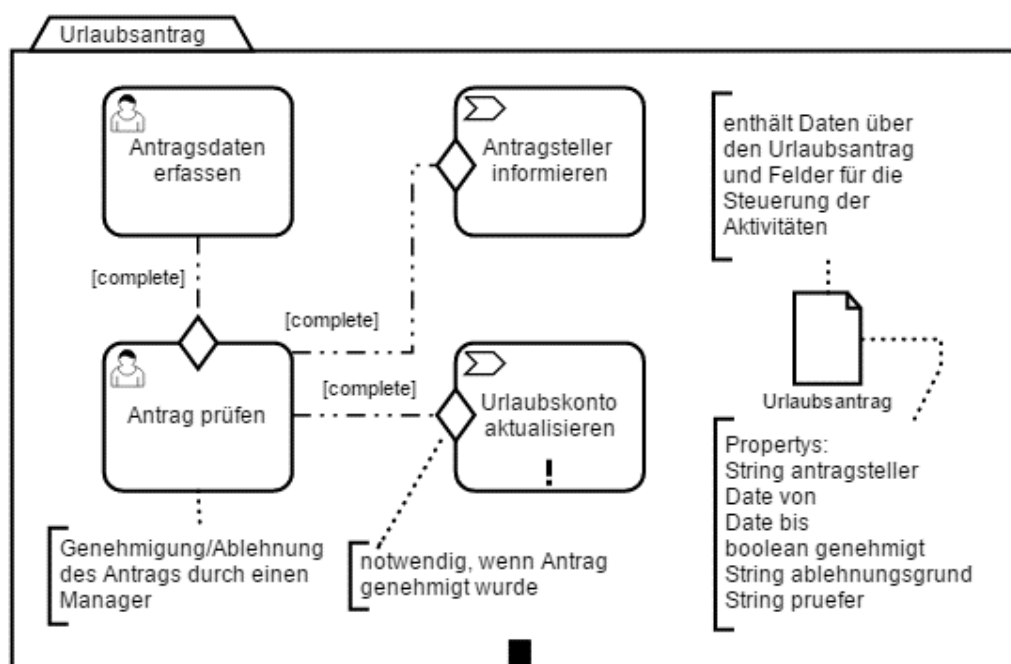 Urlaubsantrag
Antragsdaten
erfassen
Antragsteller
informieren
enthält Daten über
den Urlaubsantrag
und Felder für die
Steuerung der
Aktivitäten
[complete]
[complete]
Antrag prüfen
[complete]
Urlaubskonto
aktualisieren
!
Urlaubsantrag
Propertys:
String antragsteller
Date von
Date bis
boolean genehmigt
String ablehnungsgrund
String pruefer
Genehmigung/Ablehnung
des Antrags durch einen
Manager
notwendig, wenn Antrag
genehmigt wurde